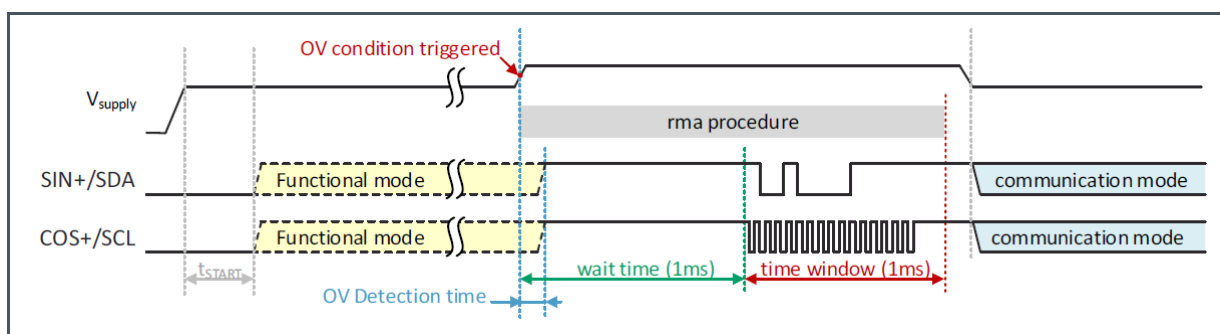 OV condition triggered
Vsupply
rma procedure
SIN+/SDA
Functional mode
communication mode
COS+/SCL
Functional mode
communication mode
tSTART
wait time (1ms)
time window (1ms)
OV Detection time